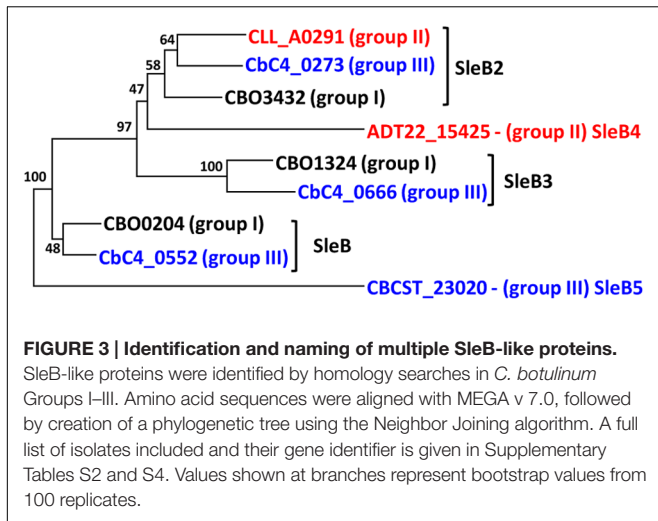 64
CLL_A0291 (group II)
58
CbC4_0273 (group III)
SleB2
47
CBO3432 (group I)
97
ADT22_15425 - (group II) SleB4
100
100
CBO1324 (group I)
SleB3
CbC4_0666 (group III)
CBO0204 (group I)
SleB
48
CbC4_0552 (group III)
CBCST_23020 - (group III) SleB5
FIGURE 3 | Identification and naming of multiple SleB-like proteins.
SleB-like proteins were identified by homology searches in C. botulinum
Groups I–III. Amino acid sequences were aligned with MEGA v 7.0, followed
by creation of a phylogenetic tree using the Neighbor Joining algorithm. A full
list of isolates included and their gene identifier is given in Supplementary
Tables S2 and S4. Values shown at branches represent bootstrap values from
100 replicates.